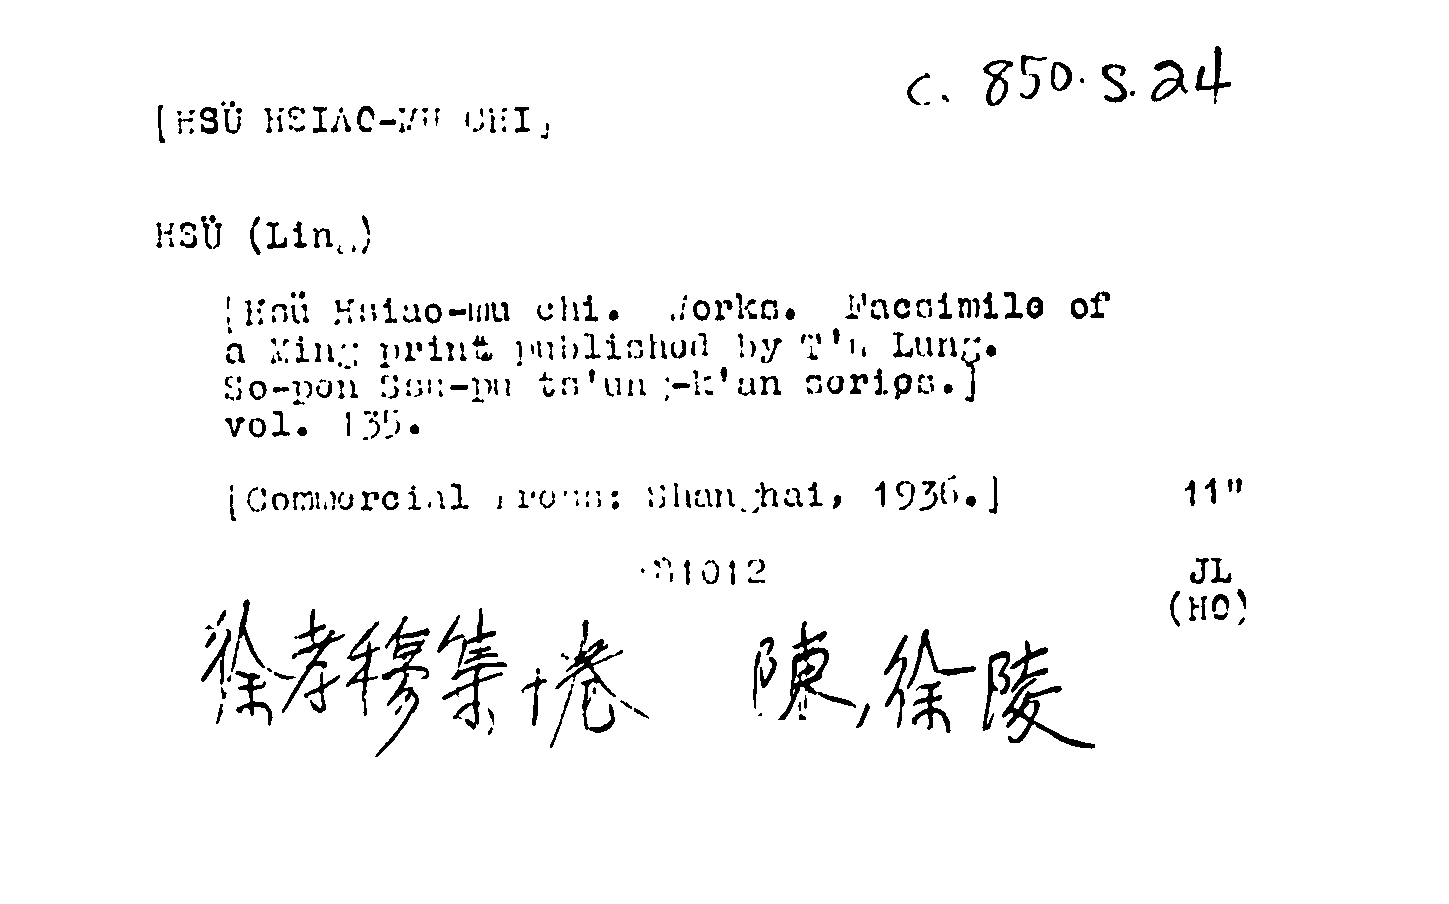 C. 850. S. 24
[HSÜ HSIAO-MU CHI]
HSÜ (Ling)
[Hsü Hsiao-mu chi. Works. Facsimile of
a Ming print published by T'u Lung.
So-pen Ssu-pu ts'ung-k'an series.]
vol. 135.
[Commercial Press: Shanghai, 1936.]
11"
1012
JL
(HO)
徐孝穆集十卷 陳,徐陵